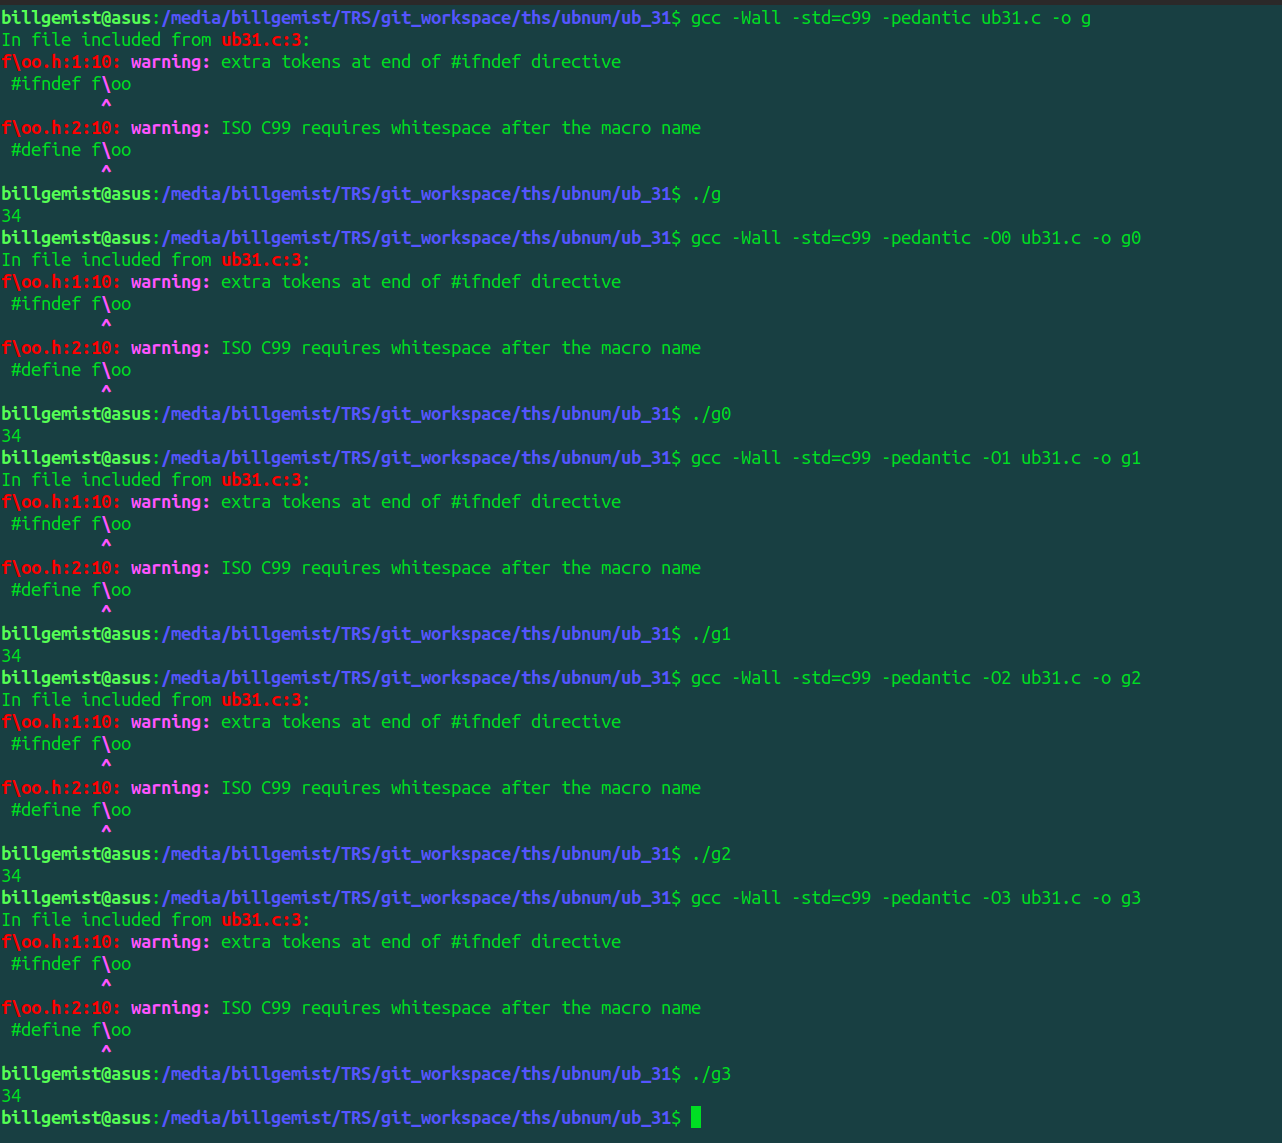 billgemist@asus:/media/billgemist/TRS/git_workspace/ths/ubnum/ub_31$ gcc -Wall -std=c99 -pedantic ub31.c -o g
In file included from ub31.c:3:
f\oo.h:1:10: warning: extra tokens at end of #ifndef directive
 #ifndef f\oo
          ^
f\oo.h:2:10: warning: ISO C99 requires whitespace after the macro name
 #define f\oo
          ^
billgemist@asus:/media/billgemist/TRS/git_workspace/ths/ubnum/ub_31$ ./g
34
billgemist@asus:/media/billgemist/TRS/git_workspace/ths/ubnum/ub_31$ gcc -Wall -std=c99 -pedantic -O0 ub31.c -o g0
In file included from ub31.c:3:
f\oo.h:1:10: warning: extra tokens at end of #ifndef directive
 #ifndef f\oo
          ^
f\oo.h:2:10: warning: ISO C99 requires whitespace after the macro name
 #define f\oo
          ^
billgemist@asus:/media/billgemist/TRS/git_workspace/ths/ubnum/ub_31$ ./g0
34
billgemist@asus:/media/billgemist/TRS/git_workspace/ths/ubnum/ub_31$ gcc -Wall -std=c99 -pedantic -O1 ub31.c -o g1
In file included from ub31.c:3:
f\oo.h:1:10: warning: extra tokens at end of #ifndef directive
 #ifndef f\oo
          ^
f\oo.h:2:10: warning: ISO C99 requires whitespace after the macro name
 #define f\oo
          ^
billgemist@asus:/media/billgemist/TRS/git_workspace/ths/ubnum/ub_31$ ./g1
34
billgemist@asus:/media/billgemist/TRS/git_workspace/ths/ubnum/ub_31$ gcc -Wall -std=c99 -pedantic -O2 ub31.c -o g2
In file included from ub31.c:3:
f\oo.h:1:10: warning: extra tokens at end of #ifndef directive
 #ifndef f\oo
          ^
f\oo.h:2:10: warning: ISO C99 requires whitespace after the macro name
 #define f\oo
          ^
billgemist@asus:/media/billgemist/TRS/git_workspace/ths/ubnum/ub_31$ ./g2
34
billgemist@asus:/media/billgemist/TRS/git_workspace/ths/ubnum/ub_31$ gcc -Wall -std=c99 -pedantic -O3 ub31.c -o g3
In file included from ub31.c:3:
f\oo.h:1:10: warning: extra tokens at end of #ifndef directive
 #ifndef f\oo
          ^
f\oo.h:2:10: warning: ISO C99 requires whitespace after the macro name
 #define f\oo
          ^
billgemist@asus:/media/billgemist/TRS/git_workspace/ths/ubnum/ub_31$ ./g3
34
billgemist@asus:/media/billgemist/TRS/git_workspace/ths/ubnum/ub_31$